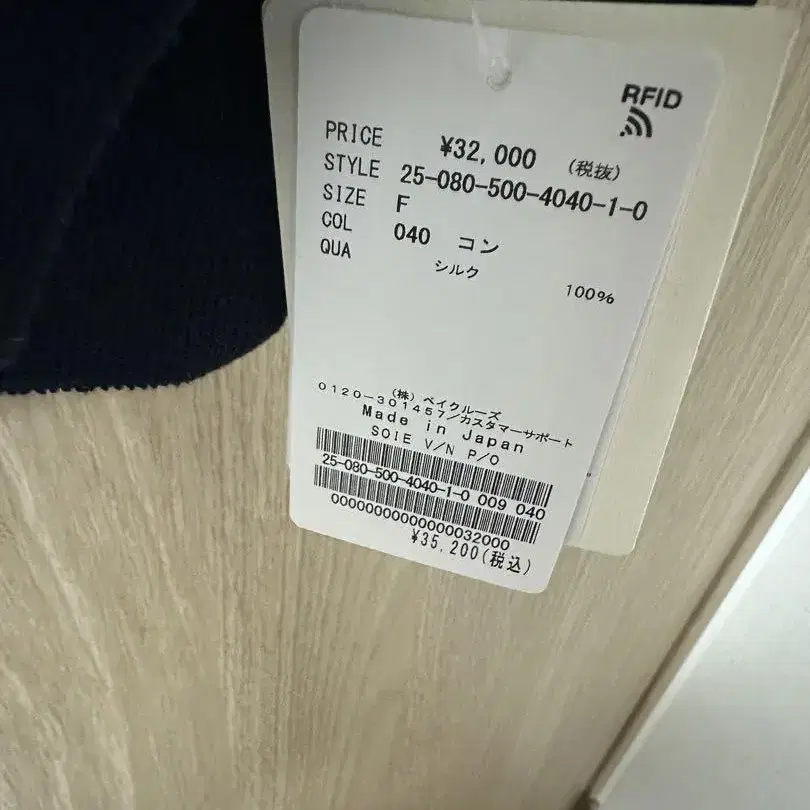 RFID
PRICE ¥32,000 (税抜)
STYLE 25-080-500-4040-1-0
SIZE F
COL 040 コン
QUA シルク 100%
(株) ベイクルーズ
0120-301457/カスタマーサポート
Made in Japan
SOIE V/N P/O
25-080-500-4040-1-0 009 040
00000000000000032000
¥35,200(税込)